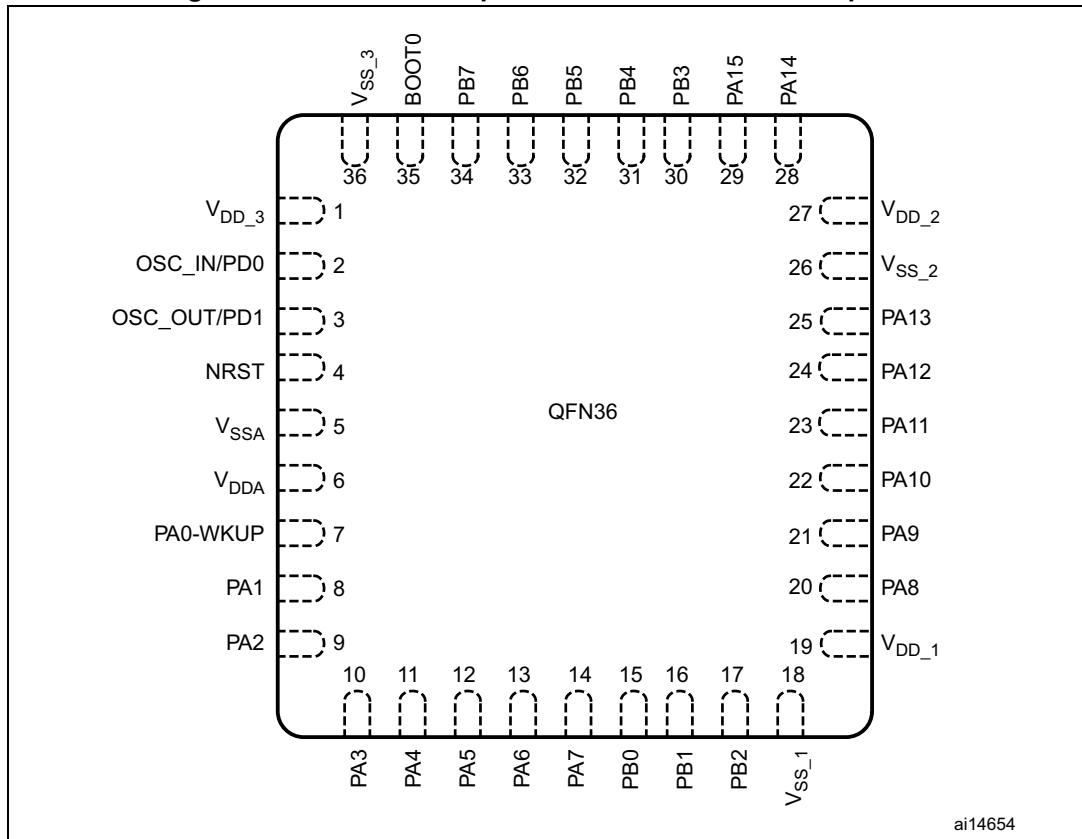 VSS_3
BOOT0
PB7
PB6
PB5
PB4
PB3
PA15
PA14
36
35
34
33
32
31
30
29
28
VDD_3 1
27 VDD_2
OSC_IN/PD0 2
26 VSS_2
OSC_OUT/PD1 3
25 PA13
NRST 4
24 PA12
QFN36
VSSA 5
23 PA11
VDDA 6
22 PA10
PA0-WKUP 7
21 PA9
PA1 8
20 PA8
PA2 9
19 VDD_1
10
11
12
13
14
15
16
17
18
PA3
PA4
PA5
PA6
PA7
PB0
PB1
PB2
VSS_1
ai14654